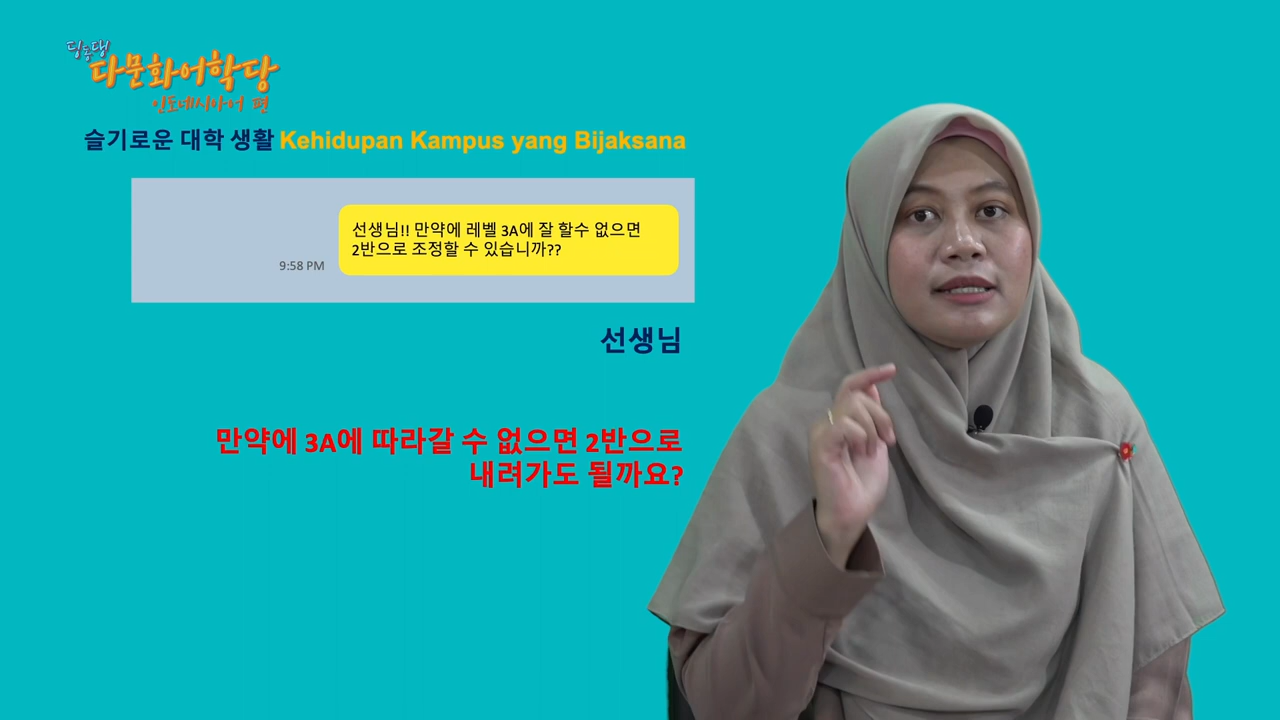 딩동댕
다문화어학당
인도네시아어 편
슬기로운 대학 생활 Kehidupan Kampus yang Bijaksana
선생님!! 만약에 레벨 3A에 잘 할수 없으면
2반으로 조정할 수 있습니까??
9:58 PM
선생님
만약에 3A에 따라갈 수 없으면 2반으로
내려가도 될까요?